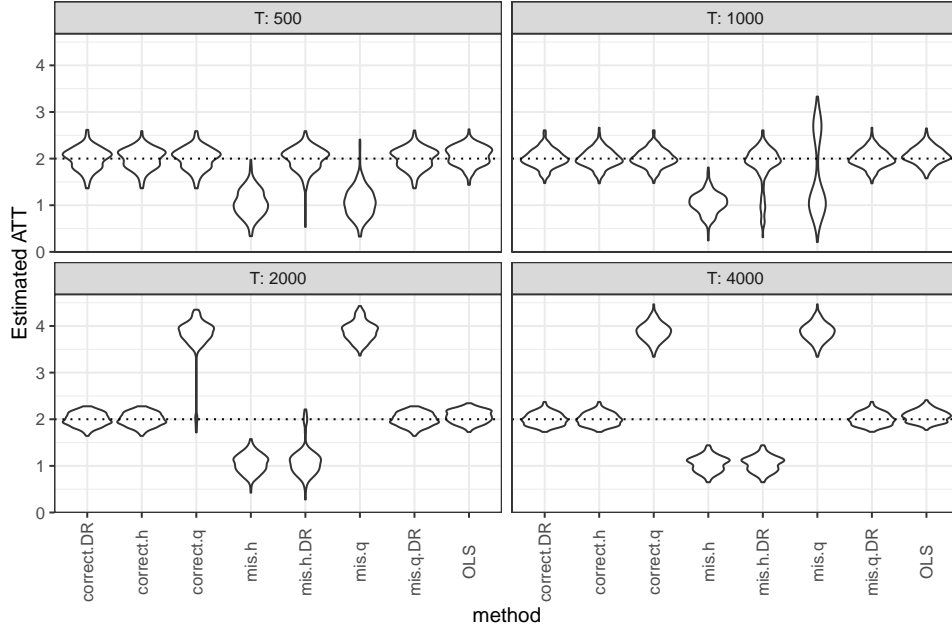 T: 500
T: 1000
4
3
2
1
0
T: 2000
T: 4000
4
3
2
1
0
Estimated ATT
correct.DR
correct.h
correct.q
mis.h
mis.h.DR
mis.q
mis.q.DR
OLS
correct.DR
correct.h
correct.q
mis.h
mis.h.DR
mis.q
mis.q.DR
OLS
method